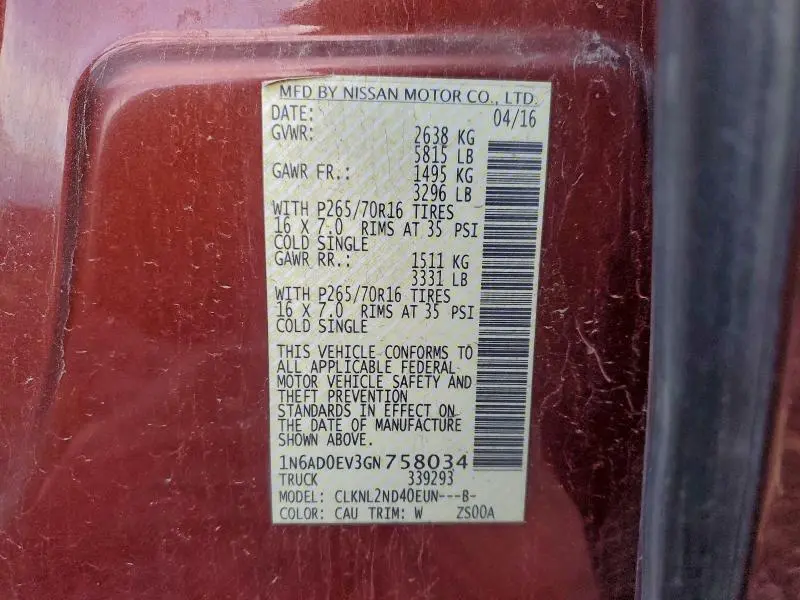 MFD BY NISSAN MOTOR CO., LTD.
DATE: 04/16
GVWR: 2638 KG
5815 LB
GAWR FR.: 1495 KG
3296 LB
WITH P265/70R16 TIRES
16 X 7.0 RIMS AT 35 PSI
COLD SINGLE
GAWR RR.: 1511 KG
3331 LB
WITH P265/70R16 TIRES
16 X 7.0 RIMS AT 35 PSI
COLD SINGLE
THIS VEHICLE CONFORMS TO
ALL APPLICABLE FEDERAL
MOTOR VEHICLE SAFETY AND
THEFT PREVENTION
STANDARDS IN EFFECT ON
THE DATE OF MANUFACTURE
SHOWN ABOVE.
1N6AD0EV3GN758034
TRUCK 339293
MODEL: CLKNL2ND40EUN---B-
COLOR: CAU TRIM: W ZS00A